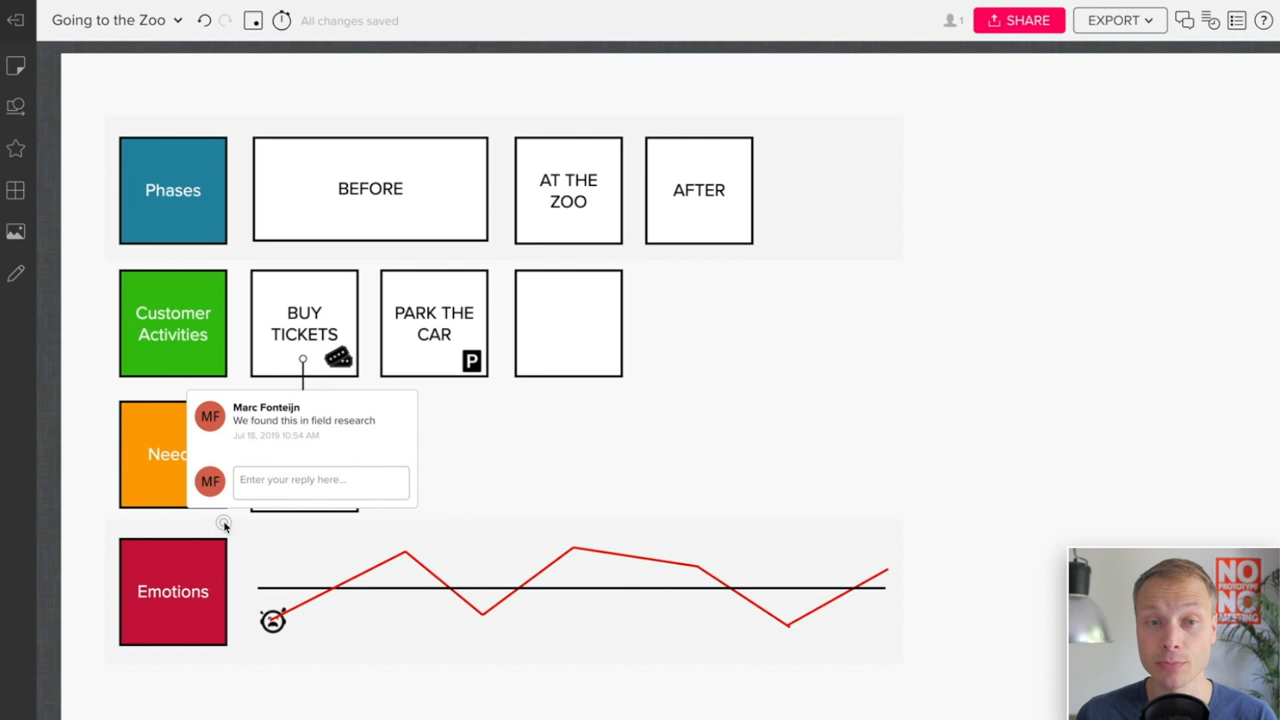 Going to the Zoo
All changes saved
1
SHARE
EXPORT
?
Phases
BEFORE
AT THE
ZOO
AFTER
Customer
Activities
BUY
TICKETS
PARK THE
CAR
P
Need
MF
Marc Fonteijn
We found this in field research
Jul 18, 2019 10:54 AM
MF
Enter your reply here...
Emotions
NO
PROTOTYPE
NO
MEETING